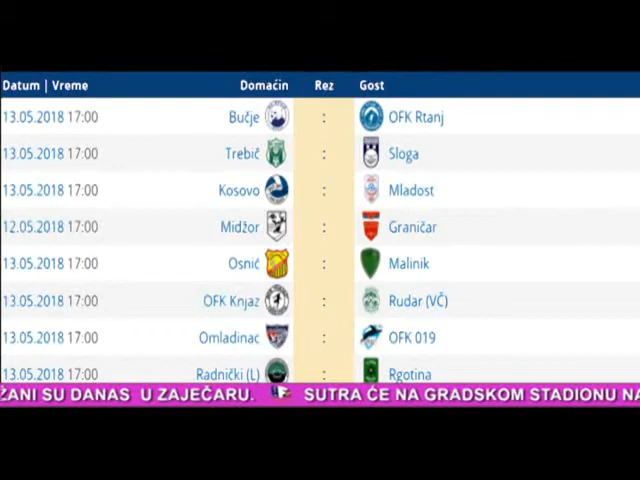 Datum | Vreme Domaćin Rez Gost
13.05.2018 17:00 Bučje : OFK Rtanj
13.05.2018 17:00 Trebič : Sloga
13.05.2018 17:00 Kosovo : Mladost
12.05.2018 17:00 Midžor : Graničar
13.05.2018 17:00 Osnić : Malinik
13.05.2018 17:00 OFK Knjaz : Rudar (VČ)
13.05.2018 17:00 Omladinac : OFK 019
13.05.2018 17:00 Radnički (L) : Rgotina
ŽANI SU DANAS U ZAJEČARU. SUTRA ĆE NA GRADSKOM STADIONU NA